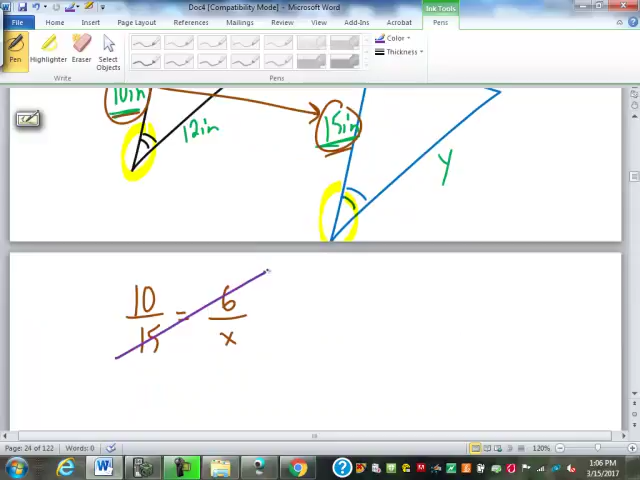 Doc4 [Compatibility Mode] - Microsoft Word
Ink Tools
File Home Insert Page Layout References Mailings Review View Add-Ins Acrobat Pens
Pen Highlighter Eraser Select Objects
Color
Thickness
Write
Pens
10in
12in
15in
y
10/15 = 6/x
Page: 24 of 122 Words: 0
120%
1:06 PM
3/15/2017